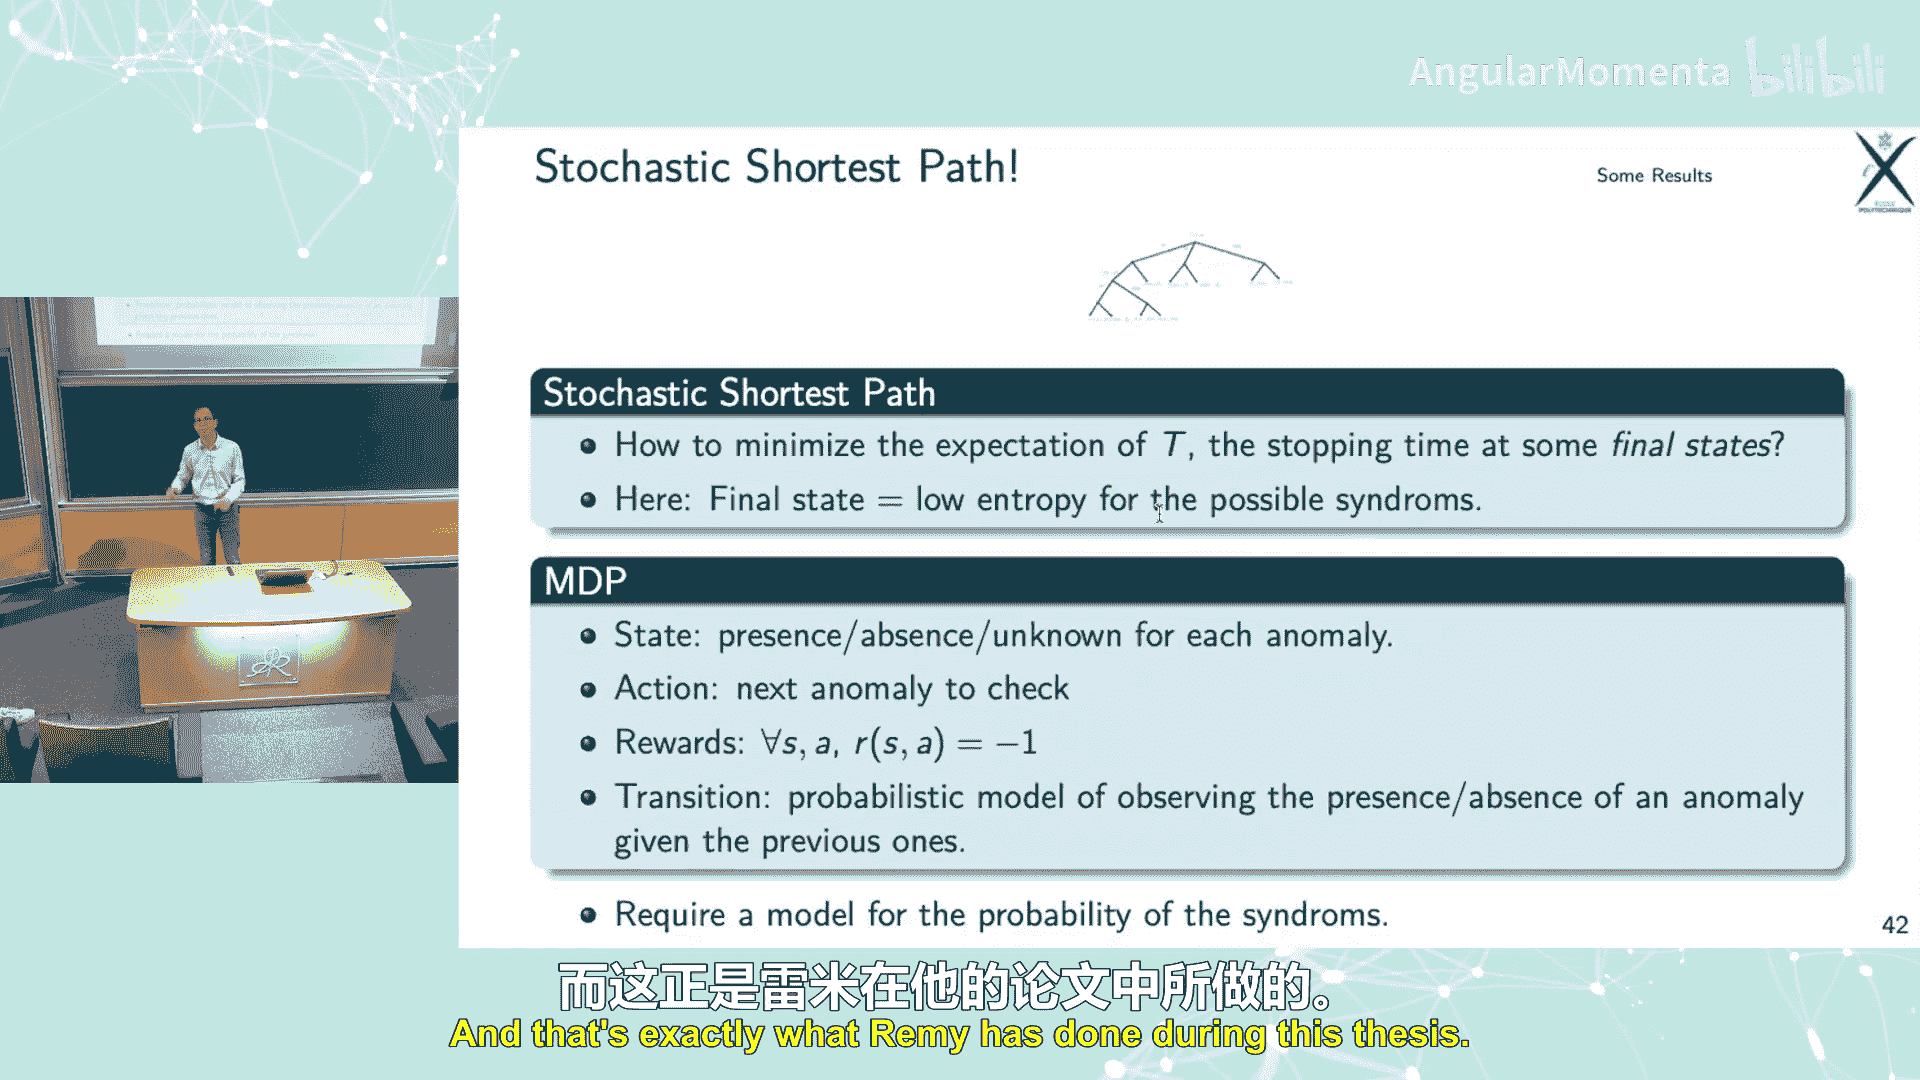 AngularMomenta bilibili
Stochastic Shortest Path!
Some Results
Stochastic Shortest Path
How to minimize the expectation of T, the stopping time at some final states?
Here: Final state = low entropy for the possible syndroms.
MDP
State: presence/absence/unknown for each anomaly.
Action: next anomaly to check
Rewards: ∀s, a, r(s, a) = −1
Transition: probabilistic model of observing the presence/absence of an anomaly
given the previous ones.
Require a model for the probability of the syndroms.
42
而这正是雷米在他的论文中所做的。
And that's exactly what Remy has done during this thesis.